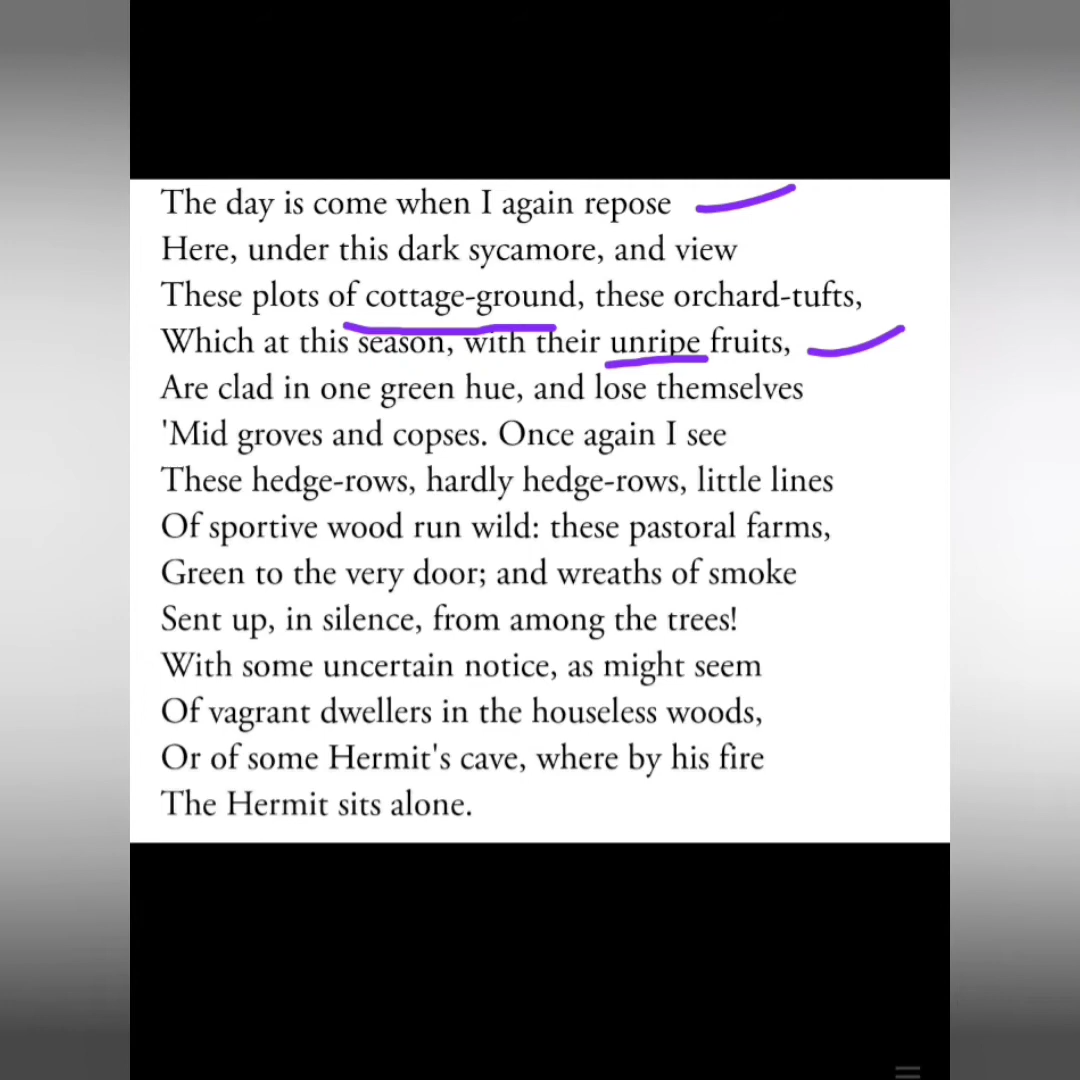 The day is come when I again repose
Here, under this dark sycamore, and view
These plots of cottage-ground, these orchard-tufts,
Which at this season, with their unripe fruits,
Are clad in one green hue, and lose themselves
'Mid groves and copses. Once again I see
These hedge-rows, hardly hedge-rows, little lines
Of sportive wood run wild: these pastoral farms,
Green to the very door; and wreaths of smoke
Sent up, in silence, from among the trees!
With some uncertain notice, as might seem
Of vagrant dwellers in the houseless woods,
Or of some Hermit's cave, where by his fire
The Hermit sits alone.